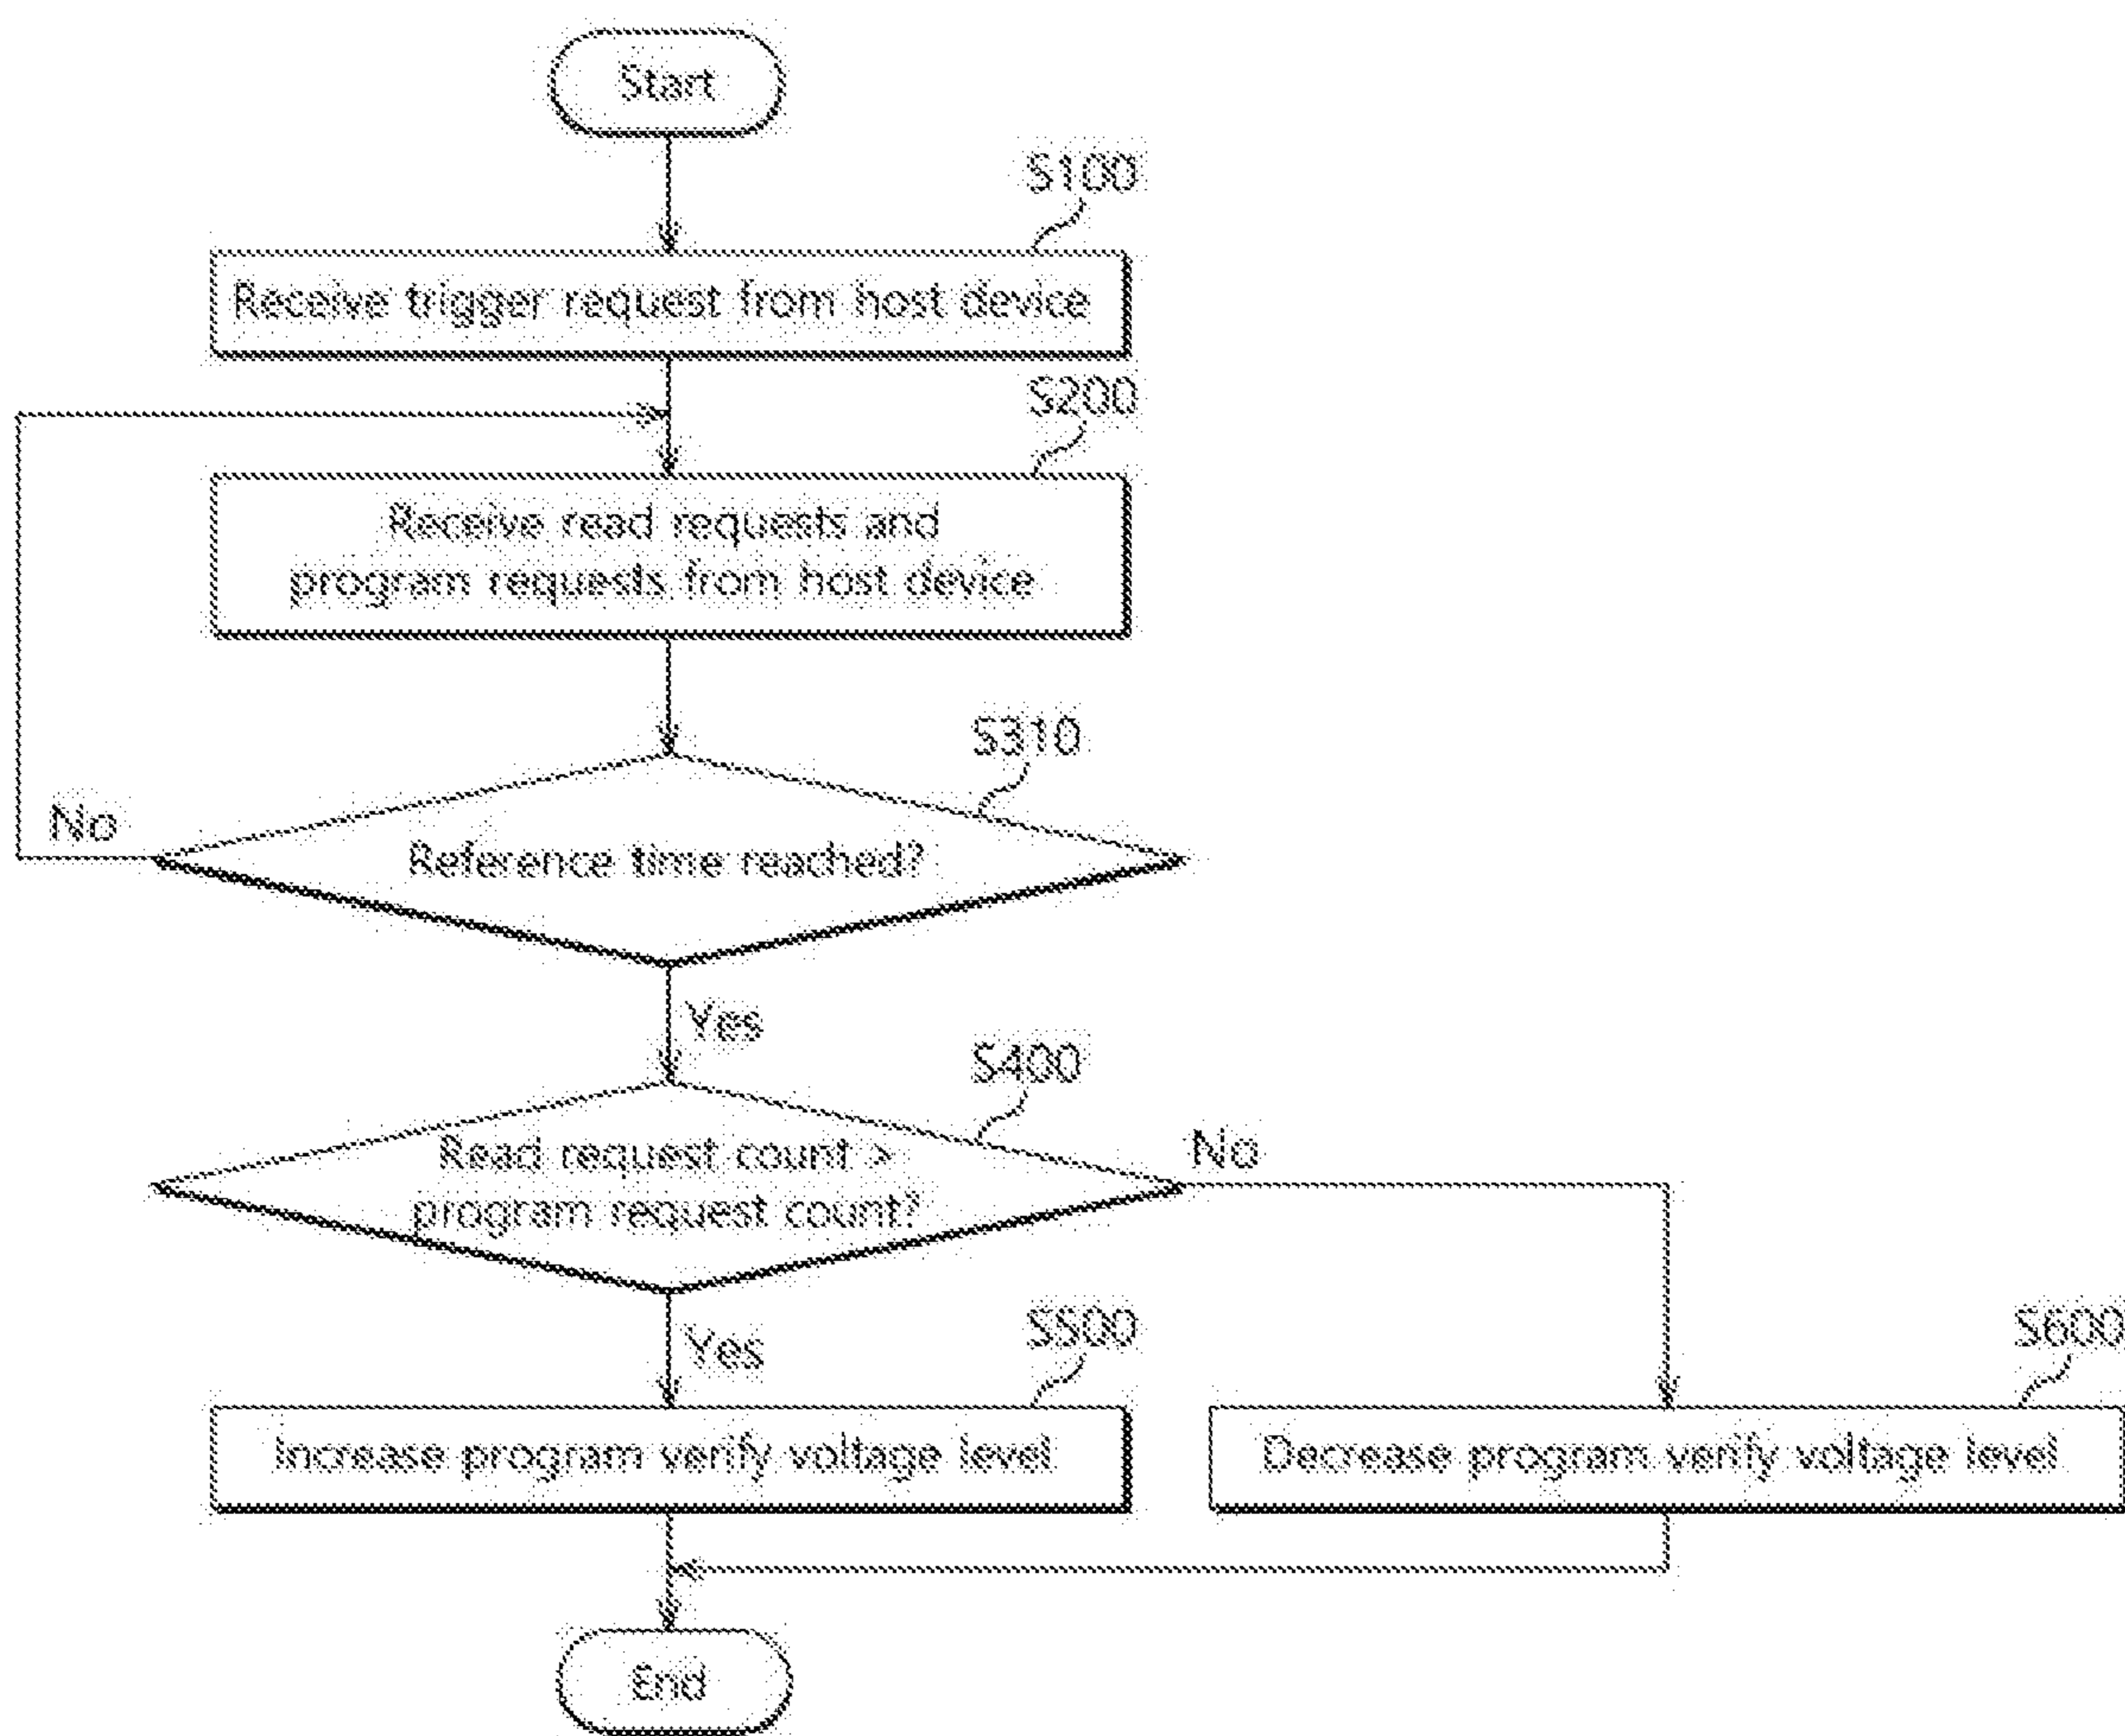 Start
S100
Receive trigger request from host device
S200
Receive read requests and
program requests from host device
S310
Reference time reached?
No
Yes
S400
Read request count >
program request count?
No
Yes
S500
Increase program verify voltage level
S600
Decrease program verify voltage level
End